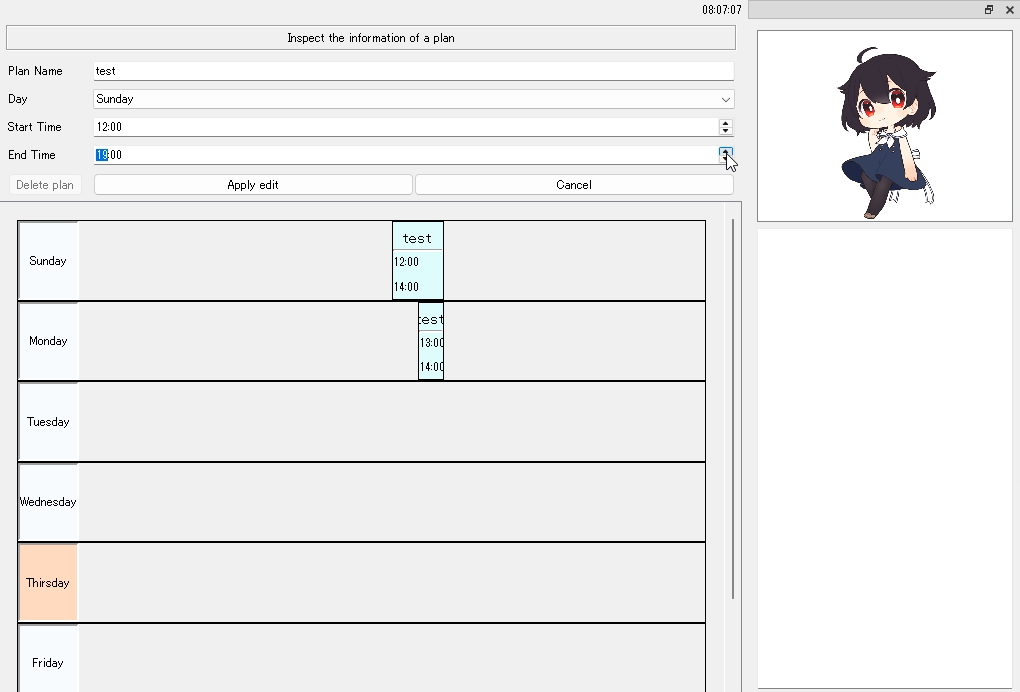 08:07:07
Inspect the information of a plan
Plan Name test
Day Sunday
Start Time 12:00
End Time 19:00
Delete plan Apply edit Cancel
Sunday
test
12:00
14:00
Monday
test
13:00
14:00
Tuesday
Wednesday
Thirsday
Friday